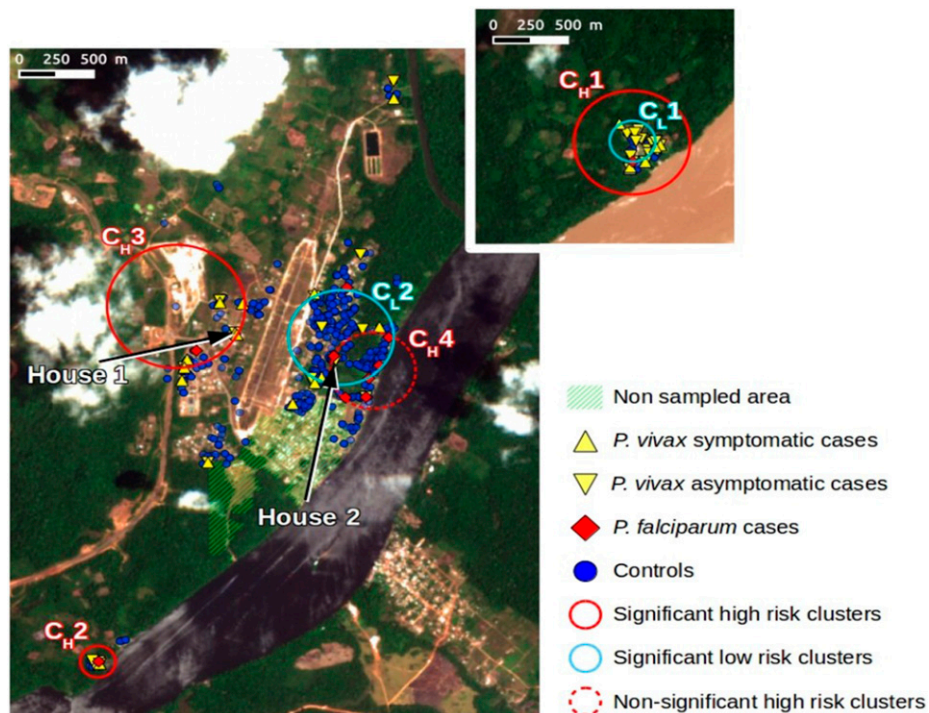 0 250 500 m
0 250 500 m
CH1
CL1
CH3
CL2
CH4
House 1
House 2
CH2
Non sampled area
P. vivax symptomatic cases
P. vivax asymptomatic cases
P. falciparum cases
Controls
Significant high risk clusters
Significant low risk clusters
Non-significant high risk clusters